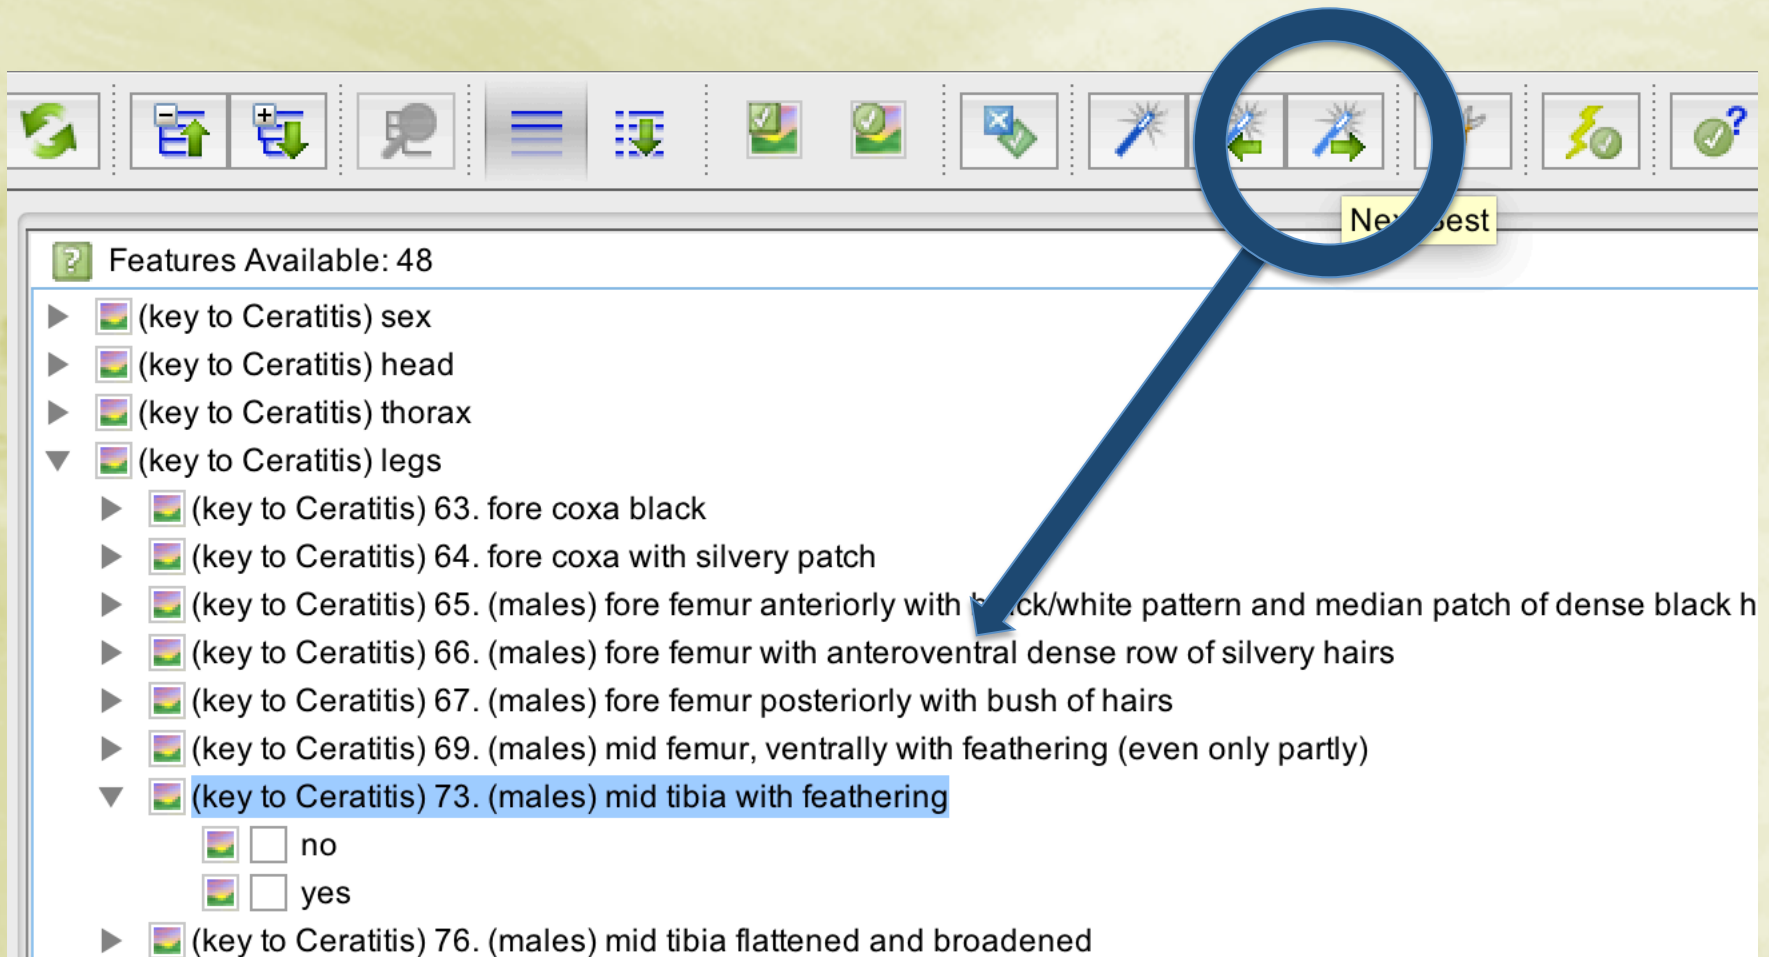 Next Best
Features Available: 48
(key to Ceratitis) sex
(key to Ceratitis) head
(key to Ceratitis) thorax
(key to Ceratitis) legs
(key to Ceratitis) 63. fore coxa black
(key to Ceratitis) 64. fore coxa with silvery patch
(key to Ceratitis) 65. (males) fore femur anteriorly with black/white pattern and median patch of dense black h
(key to Ceratitis) 66. (males) fore femur with anteroventral dense row of silvery hairs
(key to Ceratitis) 67. (males) fore femur posteriorly with bush of hairs
(key to Ceratitis) 69. (males) mid femur, ventrally with feathering (even only partly)
(key to Ceratitis) 73. (males) mid tibia with feathering
no
yes
(key to Ceratitis) 76. (males) mid tibia flattened and broadened